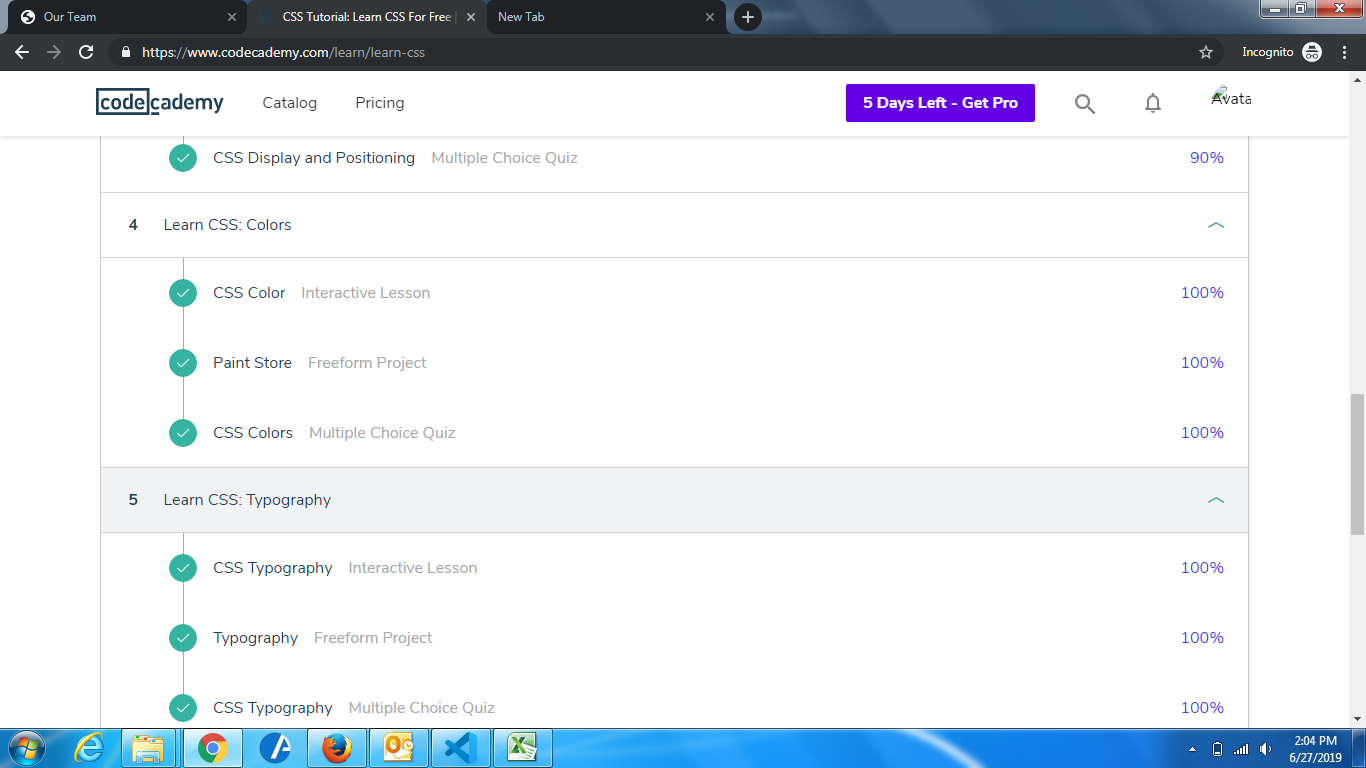 Our Team
CSS Tutorial: Learn CSS For Free
New Tab
https://www.codecademy.com/learn/learn-css
Incognito
codecademy
Catalog
Pricing
5 Days Left - Get Pro
Avata
CSS Display and Positioning Multiple Choice Quiz 90%
4 Learn CSS: Colors
CSS Color Interactive Lesson 100%
Paint Store Freeform Project 100%
CSS Colors Multiple Choice Quiz 100%
5 Learn CSS: Typography
CSS Typography Interactive Lesson 100%
Typography Freeform Project 100%
CSS Typography Multiple Choice Quiz 100%
2:04 PM
6/27/2019